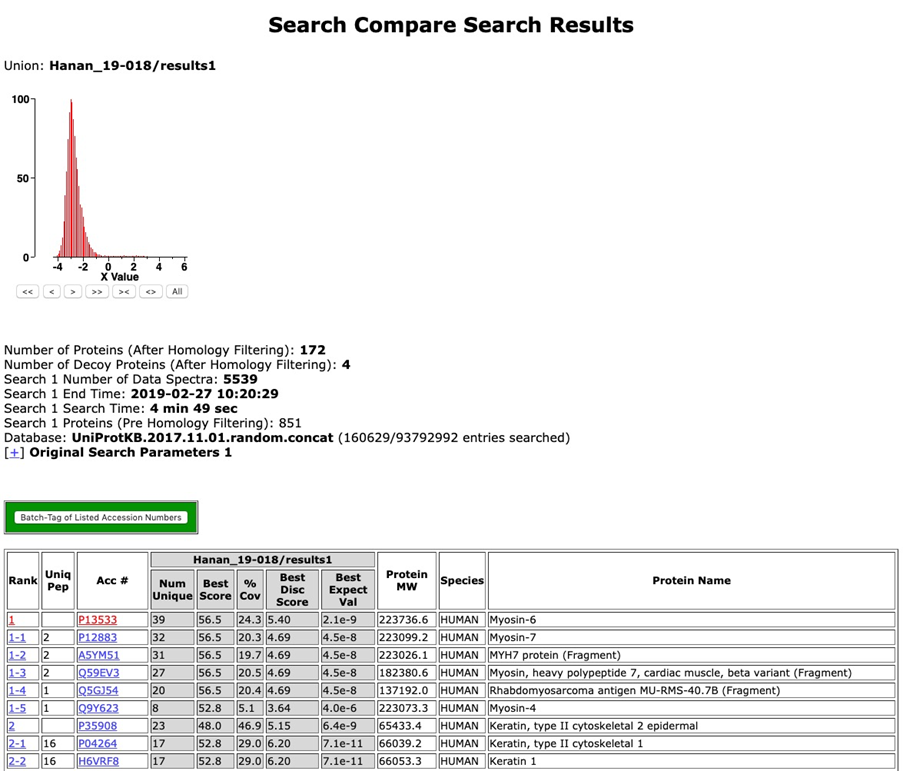 Search Compare Search Results
Union: Hanan_19-018/results1
100
50
0
-4 -2 0 2 4 6
X Value
<< < > >> >< <> All
Number of Proteins (After Homology Filtering): 172
Number of Decoy Proteins (After Homology Filtering): 4
Search 1 Number of Data Spectra: 5539
Search 1 End Time: 2019-02-27 10:20:29
Search 1 Search Time: 4 min 49 sec
Search 1 Proteins (Pre Homology Filtering): 851
Database: UniProtKB.2017.11.01.random.concat (160629/93792992 entries searched)
[+] Original Search Parameters 1
Batch-Tag of Listed Accession Numbers
Rank Uniq Pep Acc # Hanan_19-018/results1 Protein MW Species Protein Name
Num Unique Best Score % Cov Best Disc Score Best Expect Val
1 P13533 39 56.5 24.3 5.40 2.1e-9 223736.6 HUMAN Myosin-6
1-1 2 P12883 32 56.5 20.3 4.69 4.5e-8 223099.2 HUMAN Myosin-7
1-2 2 A5YM51 31 56.5 19.7 4.69 4.5e-8 223026.1 HUMAN MYH7 protein (Fragment)
1-3 2 Q59EV3 27 56.5 20.5 4.69 4.5e-8 182380.6 HUMAN Myosin, heavy polypeptide 7, cardiac muscle, beta variant (Fragment)
1-4 1 Q5GJ54 20 56.5 20.4 4.69 4.5e-8 137192.0 HUMAN Rhabdomyosarcoma antigen MU-RMS-40.7B (Fragment)
1-5 1 Q9Y623 8 52.8 5.1 3.64 4.0e-6 223073.3 HUMAN Myosin-4
2 P35908 23 48.0 46.9 5.15 6.4e-9 65433.4 HUMAN Keratin, type II cytoskeletal 2 epidermal
2-1 16 P04264 17 52.8 29.0 6.20 7.1e-11 66039.2 HUMAN Keratin, type II cytoskeletal 1
2-2 16 H6VRF8 17 52.8 29.0 6.20 7.1e-11 66053.3 HUMAN Keratin 1